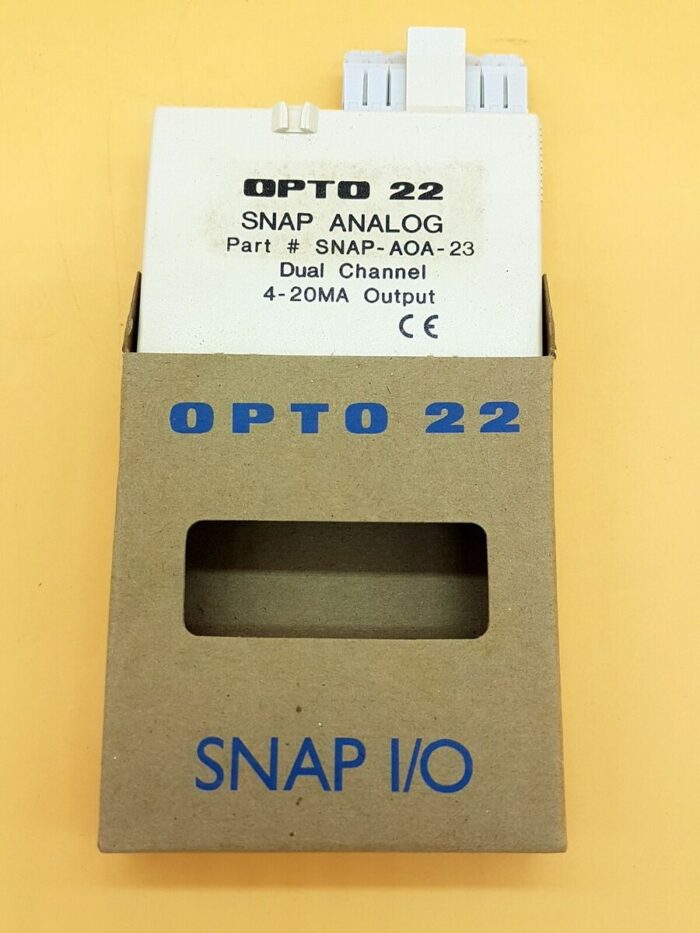 OPTO 22
SNAP ANALOG
Part # SNAP-AOA-23
Dual Channel
4-20MA Output
CE
OPTO 22
SNAP I/O